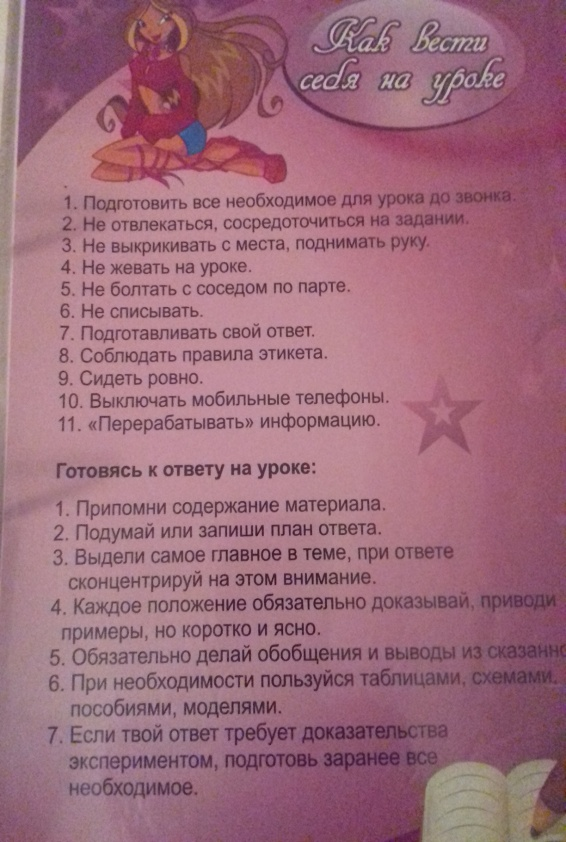 Как вести
себя на уроке
1. Подготовить все необходимое для урока до звонка.
2. Не отвлекаться, сосредоточиться на задании.
3. Не выкрикивать с места, поднимать руку.
4. Не жевать на уроке.
5. Не болтать с соседом по парте.
6. Не списывать.
7. Подготавливать свой ответ.
8. Соблюдать правила этикета.
9. Сидеть ровно.
10. Выключать мобильные телефоны.
11. «Перерабатывать» информацию.
Готовясь к ответу на уроке:
1. Припомни содержание материала.
2. Подумай или запиши план ответа.
3. Выдели самое главное в теме, при ответе
сконцентрируй на этом внимание.
4. Каждое положение обязательно доказывай, приводи
примеры, но коротко и ясно.
5. Обязательно делай обобщения и выводы из сказанно
6. При необходимости пользуйся таблицами, схемами,
пособиями, моделями.
7. Если твой ответ требует доказательства
экспериментом, подготовь заранее все
необходимое.